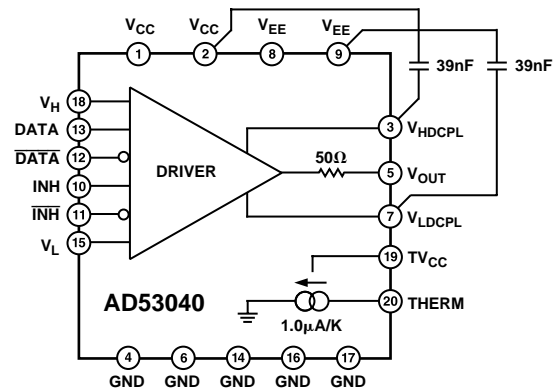 VCC VCC VEE VEE
1 2 8 9
39nF 39nF
VH 18
DATA 13
DATA 12
INH 10
INH 11
VL 15
DRIVER
50Ω
3 VHDCPL
5 VOUT
7 VLDCPL
19 TVCC
20 THERM
1.0µA/K
AD53040
4 6 14 16 17
GND GND GND GND GND